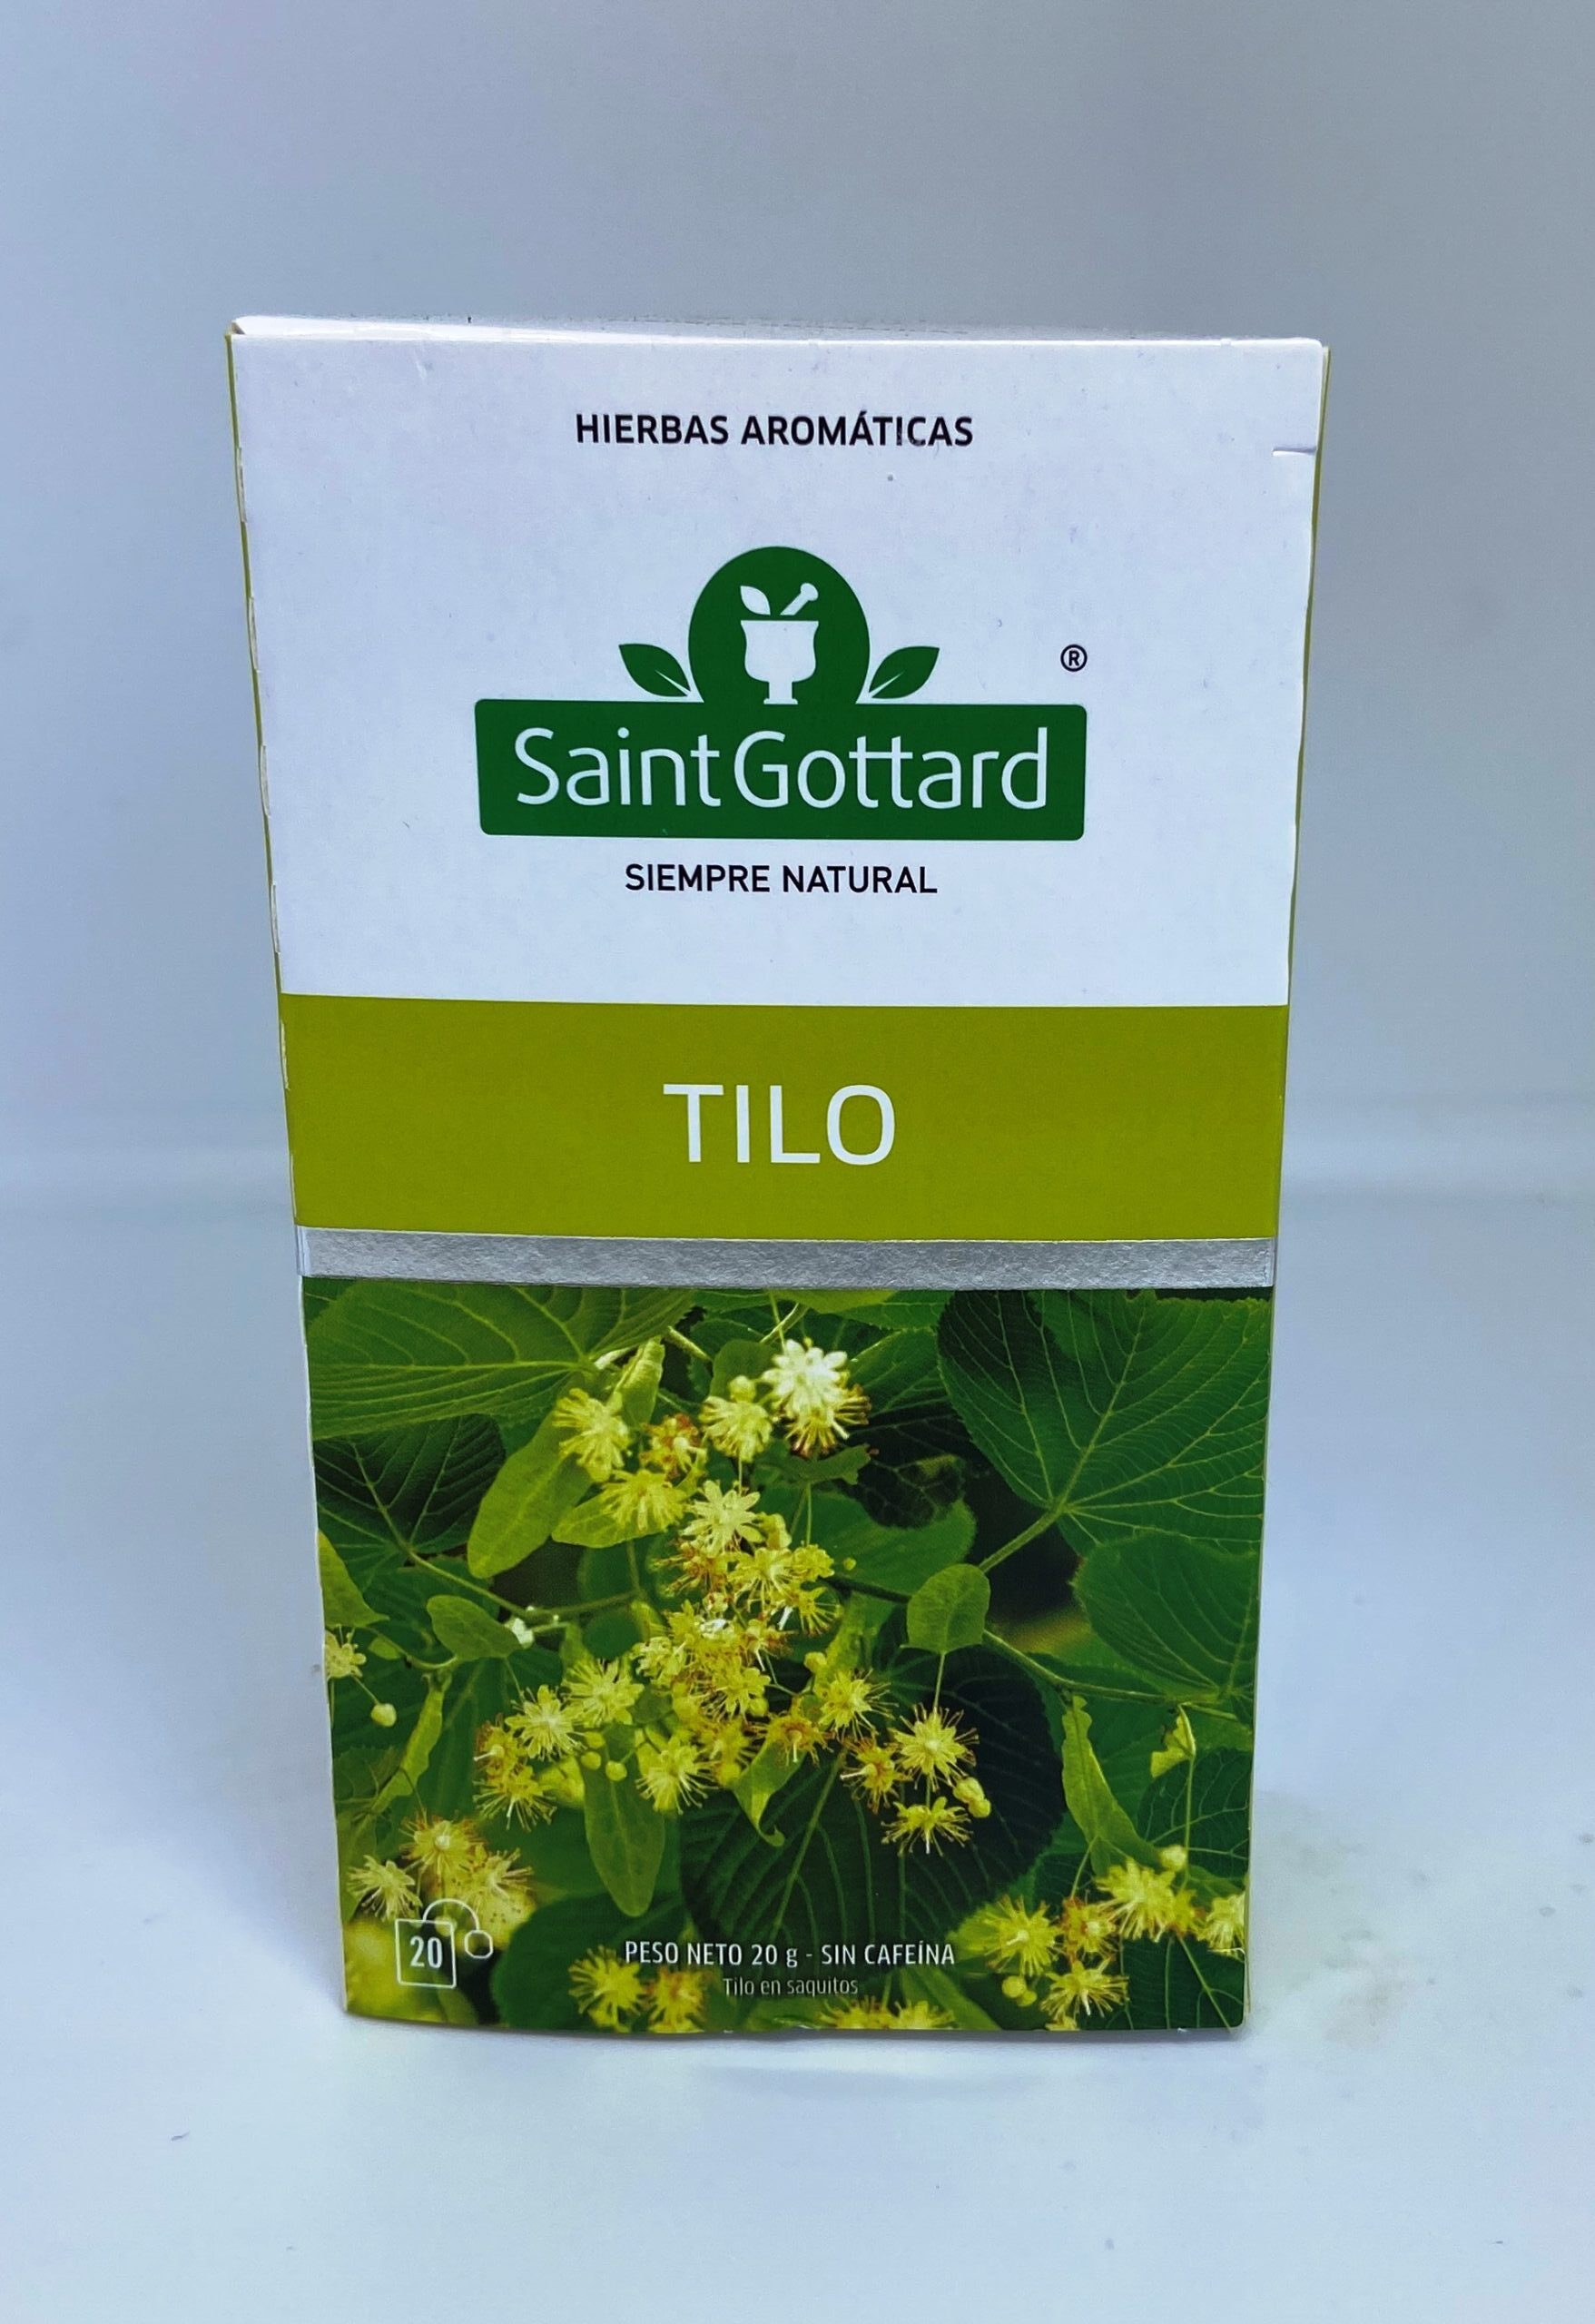 HIERBAS AROMÁTICAS
®
Saint Gottard
SIEMPRE NATURAL
TILO
20
PESO NETO 20 g - SIN CAFEÍNA
Tilo en saquitos